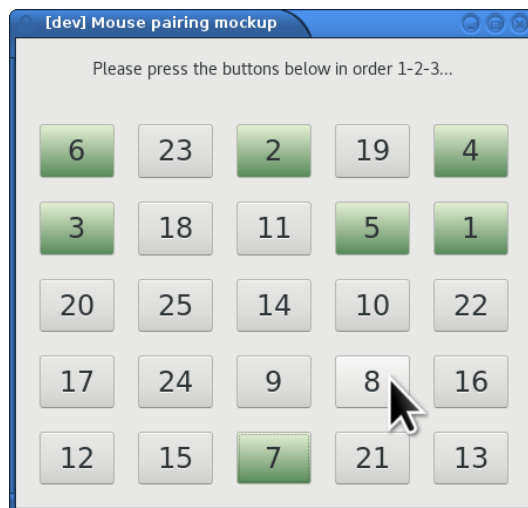 [dev] Mouse pairing mockup
Please press the buttons below in order 1-2-3...
6 23 2 19 4
3 18 11 5 1
20 25 14 10 22
17 24 9 8 16
12 15 7 21 13